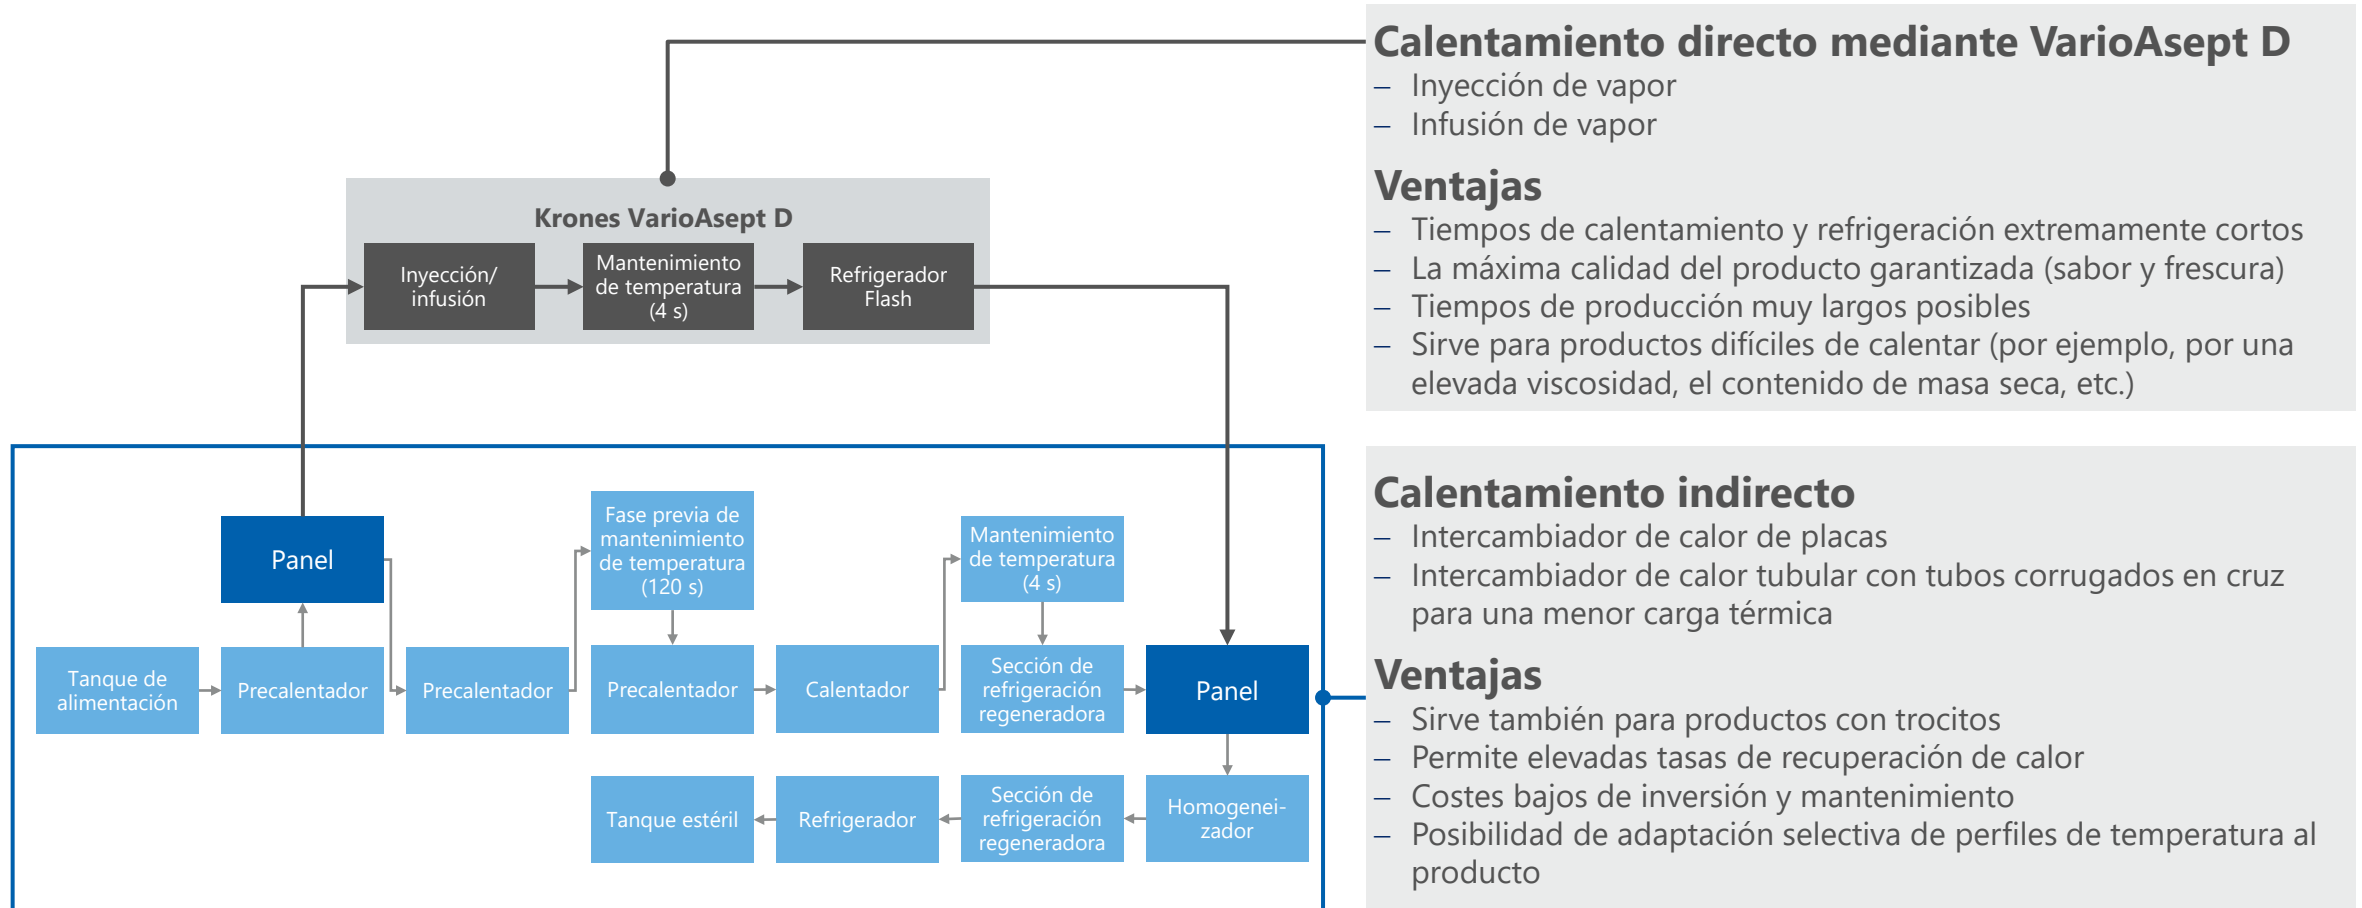 Krones VarioAsept D
Inyección/
infusión
Mantenimiento
de temperatura
(4 s)
Refrigerador
Flash
Panel
Fase previa de
mantenimiento
de temperatura
(120 s)
Mantenimiento
de temperatura
(4 s)
Tanque de
alimentación
Precalentador
Precalentador
Precalentador
Calentador
Sección de
refrigeración
regeneradora
Panel
Tanque estéril
Refrigerador
Sección de
refrigeración
regeneradora
Homogenei-
zador
Calentamiento directo mediante VarioAsept D
– Inyección de vapor
– Infusión de vapor
Ventajas
– Tiempos de calentamiento y refrigeración extremamente cortos
– La máxima calidad del producto garantizada (sabor y frescura)
– Tiempos de producción muy largos posibles
– Sirve para productos difíciles de calentar (por ejemplo, por una
elevada viscosidad, el contenido de masa seca, etc.)
Calentamiento indirecto
– Intercambiador de calor de placas
– Intercambiador de calor tubular con tubos corrugados en cruz
para una menor carga térmica
Ventajas
– Sirve también para productos con trocitos
– Permite elevadas tasas de recuperación de calor
– Costes bajos de inversión y mantenimiento
– Posibilidad de adaptación selectiva de perfiles de temperatura al
producto